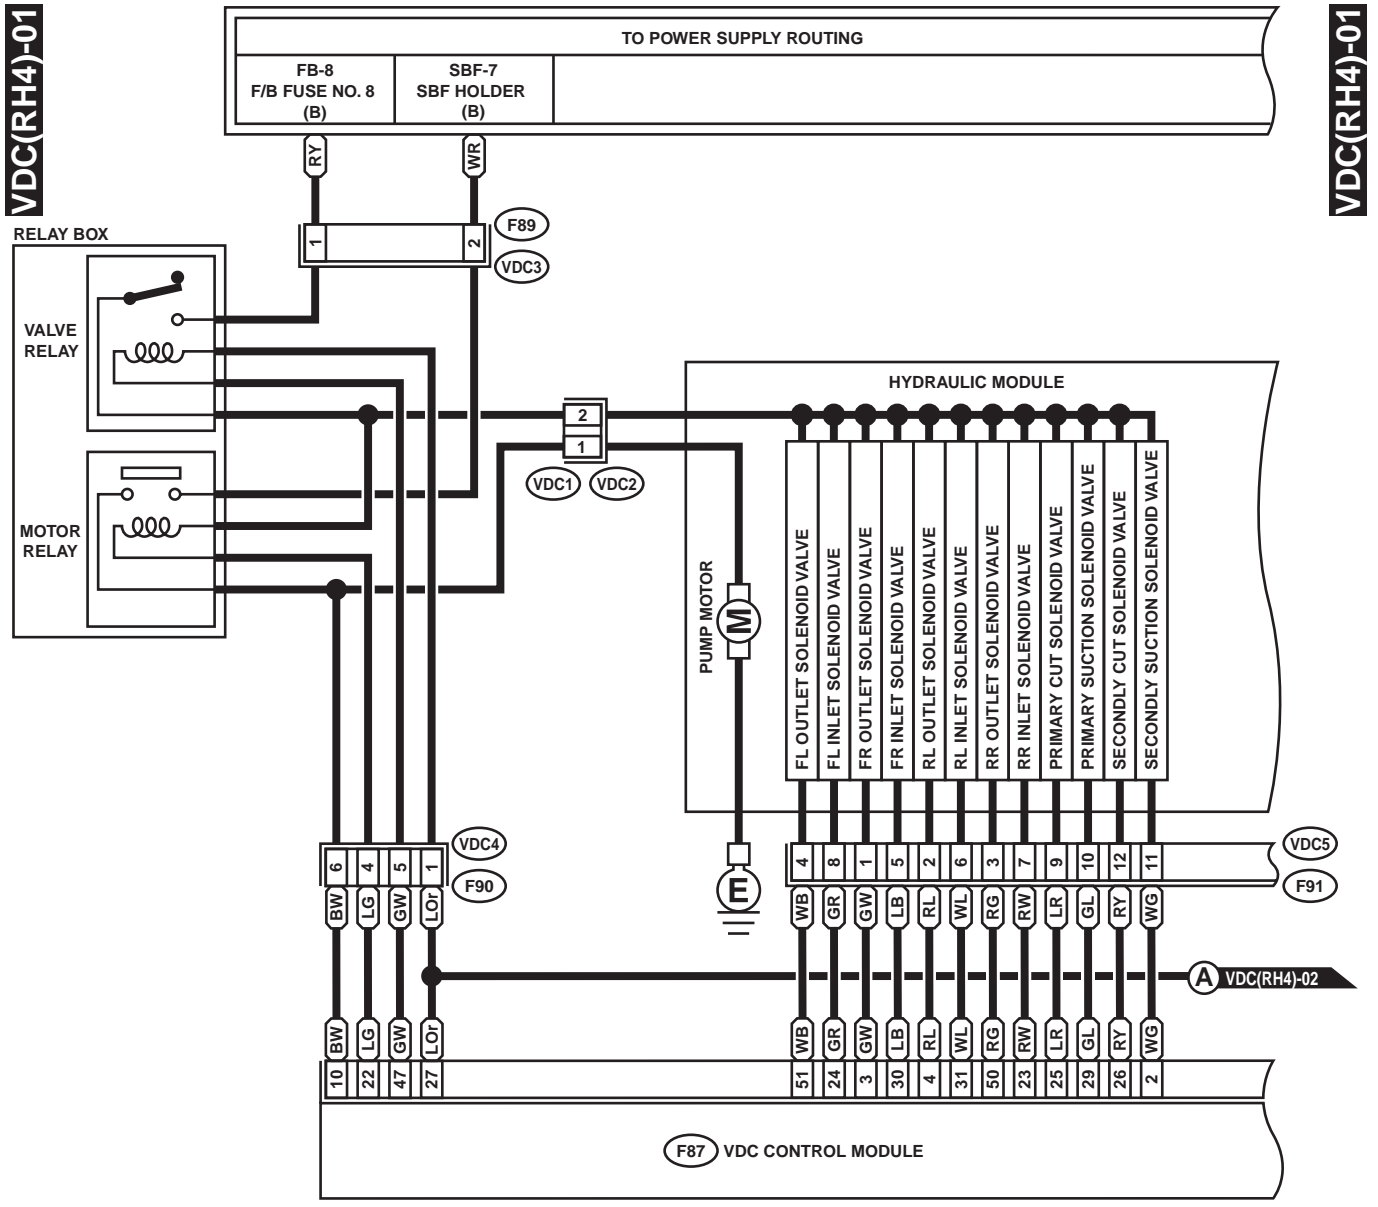 VDC(RH4)-01
VDC(RH4)-01
TO POWER SUPPLY ROUTING
FB-8
F/B FUSE NO. 8
(B)
SBF-7
SBF HOLDER
(B)
RY
WR
1
2
F89
VDC3
RELAY BOX
VALVE
RELAY
MOTOR
RELAY
2
1
VDC1
VDC2
HYDRAULIC MODULE
PUMP MOTOR
M
E
FL OUTLET SOLENOID VALVE
FL INLET SOLENOID VALVE
FR OUTLET SOLENOID VALVE
FR INLET SOLENOID VALVE
RL OUTLET SOLENOID VALVE
RL INLET SOLENOID VALVE
RR OUTLET SOLENOID VALVE
RR INLET SOLENOID VALVE
PRIMARY CUT SOLENOID VALVE
PRIMARY SUCTION SOLENOID VALVE
SECONDLY CUT SOLENOID VALVE
SECONDLY SUCTION SOLENOID VALVE
6 4 5 1
VDC4
F90
BW LG GW LOr
4 8 1 5 2 6 3 7 9 10 12 11
VDC5
F91
WB GR GW LB RL WL RG RW LR GL RY WG
A VDC(RH4)-02
BW LG GW LOr
WB GR GW LB RL WL RG RW LR GL RY WG
10 22 47 27
51 24 3 30 4 31 50 23 25 29 26 2
F87 VDC CONTROL MODULE